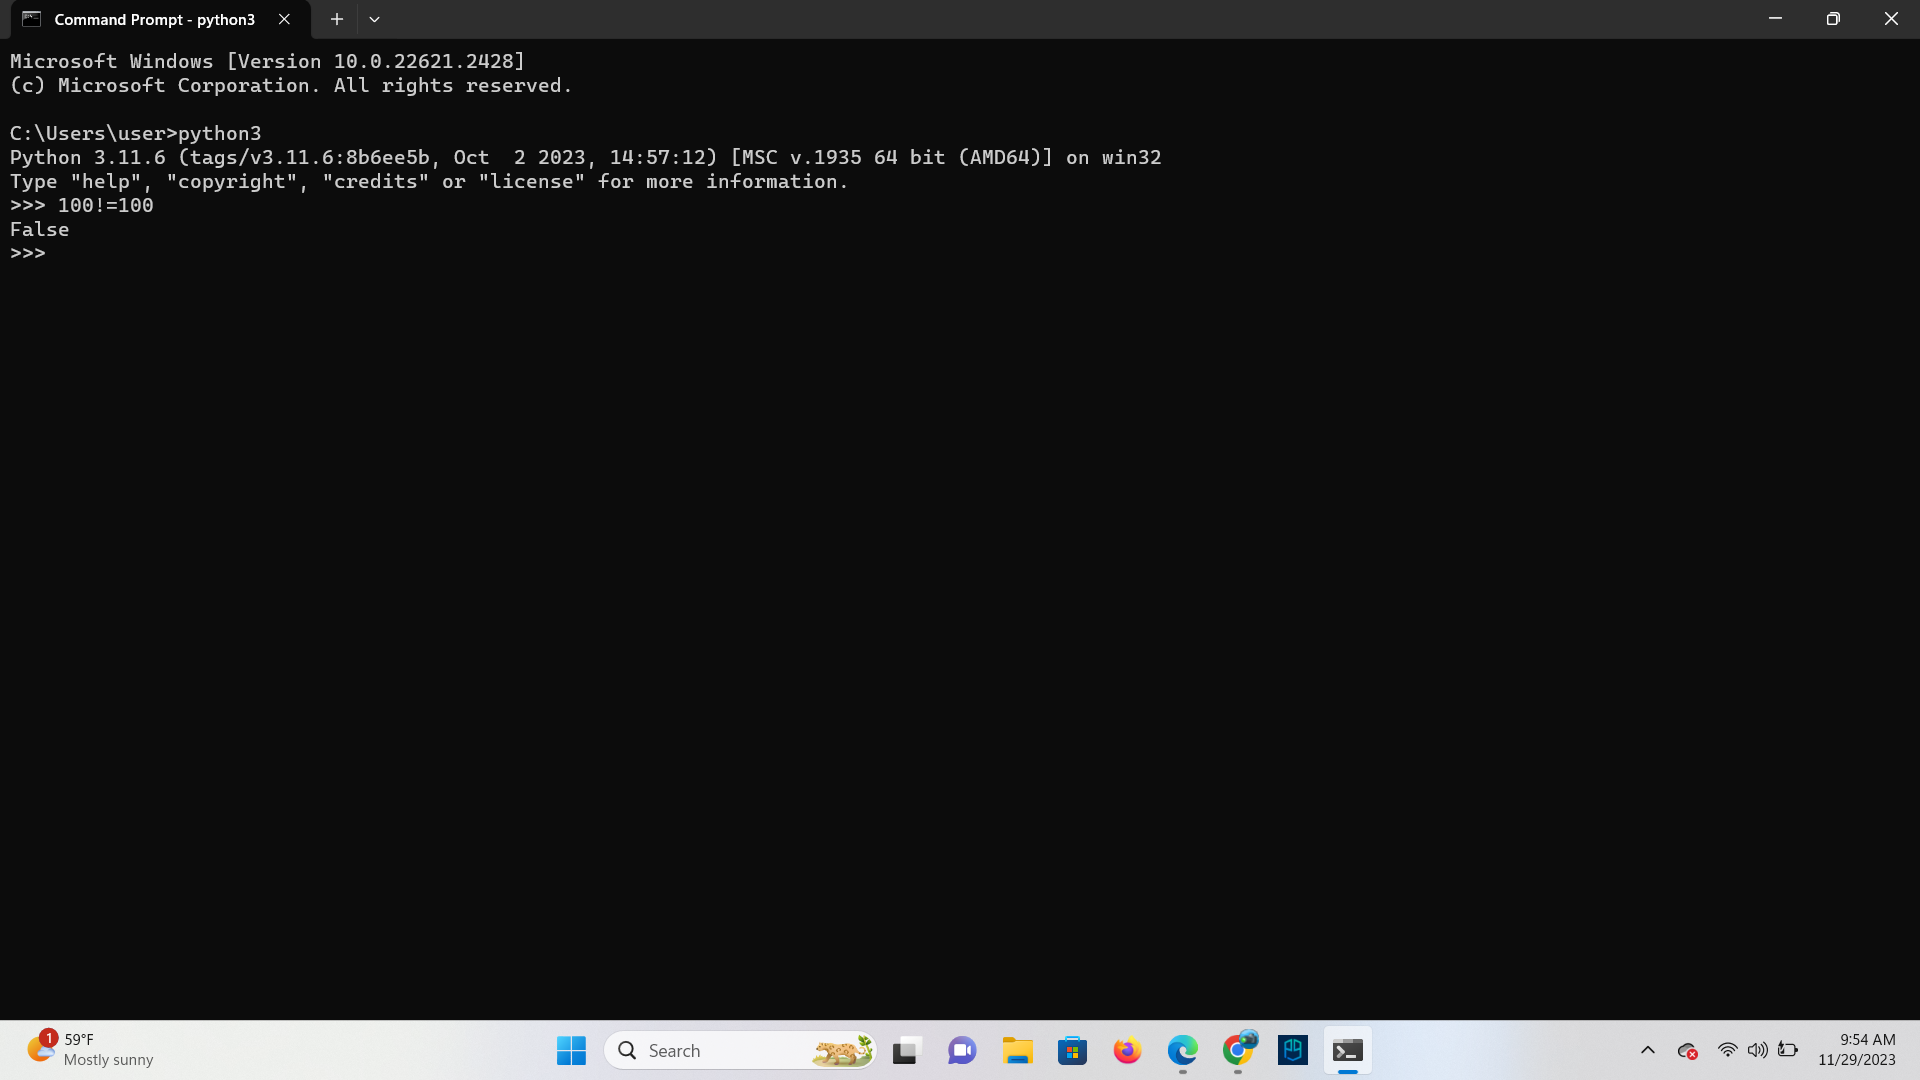 Command Prompt - python3
Microsoft Windows [Version 10.0.22621.2428]
(c) Microsoft Corporation. All rights reserved.
C:\Users\user>python3
Python 3.11.6 (tags/v3.11.6:8b6ee5b, Oct  2 2023, 14:57:12) [MSC v.1935 64 bit (AMD64)] on win32
Type "help", "copyright", "credits" or "license" for more information.
>>> 100!=100
False
>>>
1
59°F
Mostly sunny
Search
9:54 AM
11/29/2023